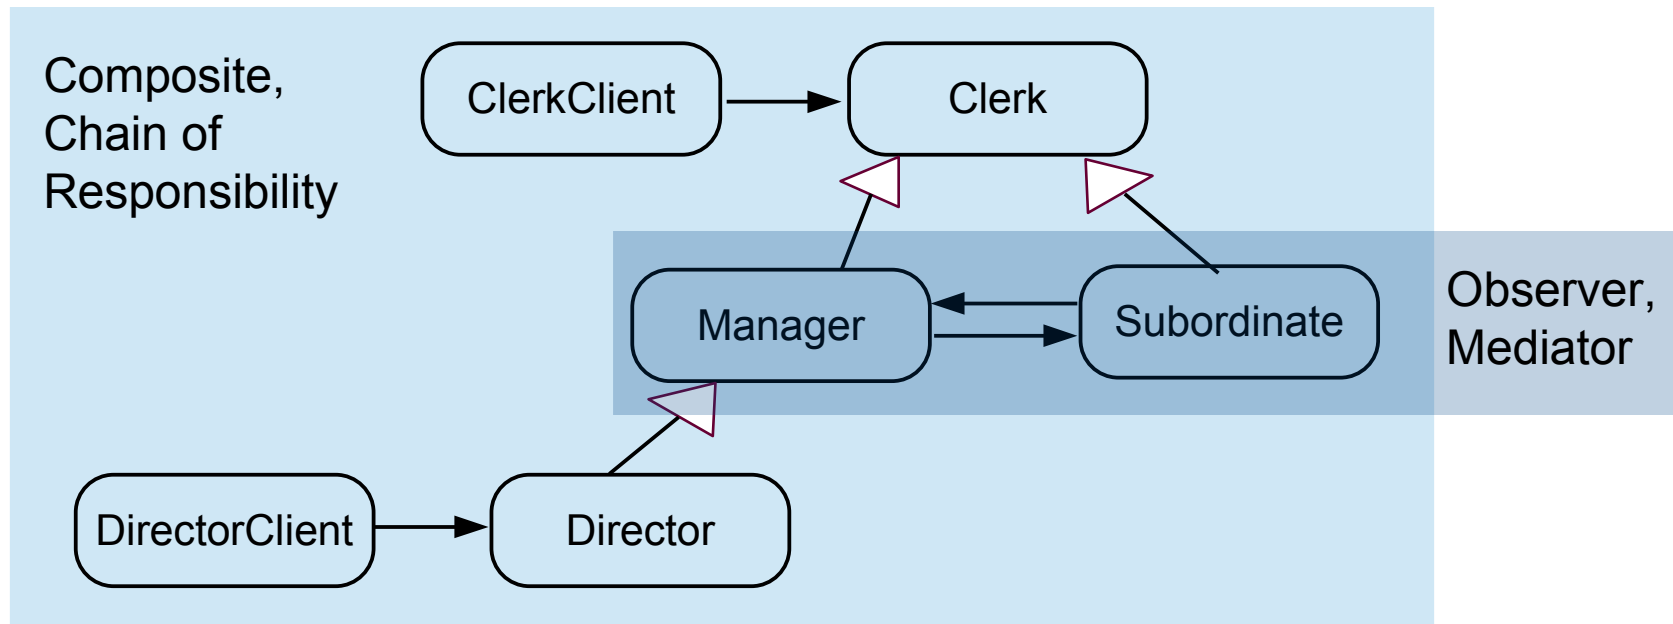 Composite,
Chain of
Responsibility
ClerkClient
Clerk
Manager
Subordinate
Observer,
Mediator
DirectorClient
Director